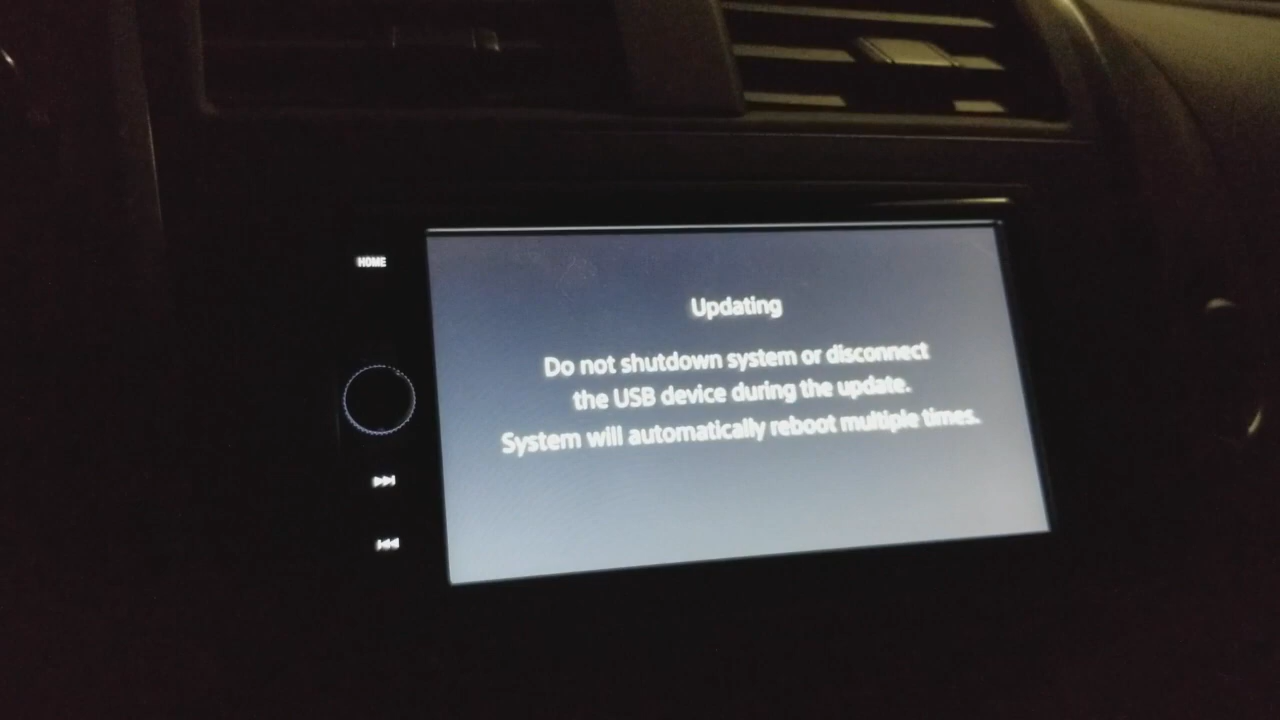 HOME
Updating
Do not shutdown system or disconnect
the USB device during the update.
System will automatically reboot multiple times.